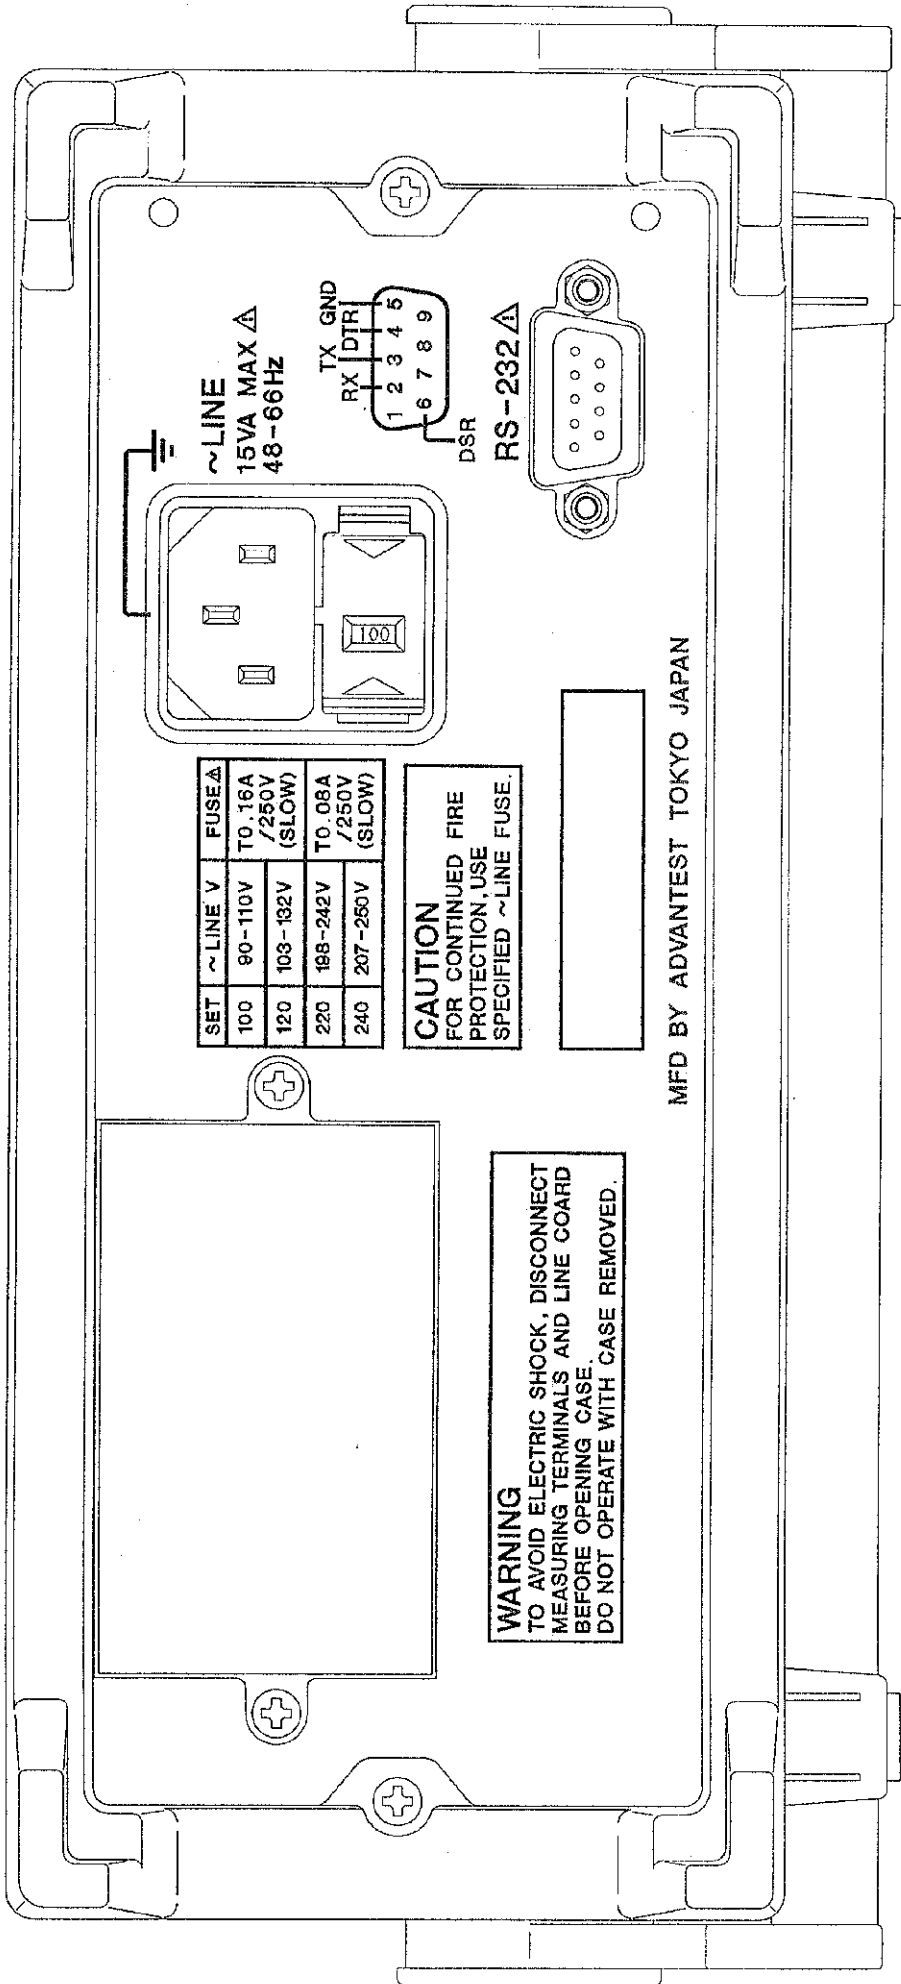 SET ~LINE V FUSE⚠
100 90-110V T0.16A
/250V
(SLOW)
120 103-132V
220 198-242V T0.08A
/250V
(SLOW)
240 207-250V
~LINE
15VA MAX ⚠
48-66Hz
100
RX TX DTR GND
1 2 3 4 5
6 7 8 9
DSR
RS-232⚠
CAUTION
FOR CONTINUED FIRE
PROTECTION,USE
SPECIFIED ~LINE FUSE.
WARNING
TO AVOID ELECTRIC SHOCK, DISCONNECT
MEASURING TERMINALS AND LINE COARD
BEFORE OPENING CASE.
DO NOT OPERATE WITH CASE REMOVED.
MFD BY ADVANTEST TOKYO JAPAN